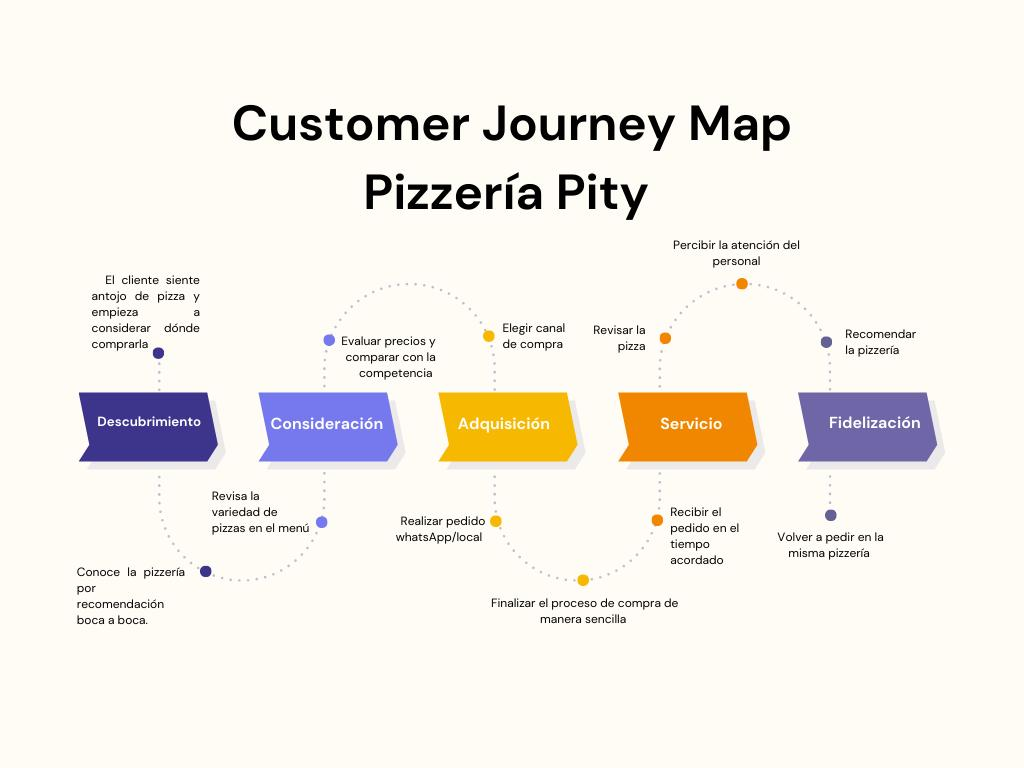 Customer Journey Map
Pizzería Pity
El cliente siente
antojo de pizza y
empieza a
considerar dónde
comprarla
Descubrimiento
Conoce la pizzería
por
recomendación
boca a boca.
Consideración
Revisa la
variedad de
pizzas en el menú
Evaluar precios y
comparar con la
competencia
Adquisición
Elegir canal
de compra
Realizar pedido
whatsApp/local
Finalizar el proceso de compra de
manera sencilla
Servicio
Recibir el
pedido en el
tiempo
acordado
Revisar la
pizza
Percibir la atención del
personal
Fidelización
Recomendar
la pizzería
Volver a pedir en la
misma pizzería